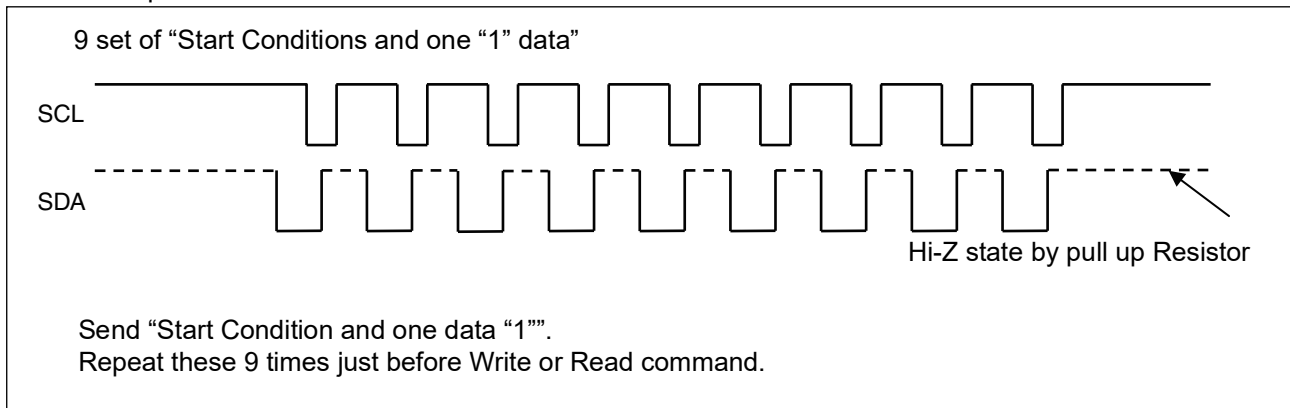 9 set of “Start Conditions and one “1” data”
SCL
SDA
Hi-Z state by pull up Resistor
Send “Start Condition and one data “1””.
Repeat these 9 times just before Write or Read command.